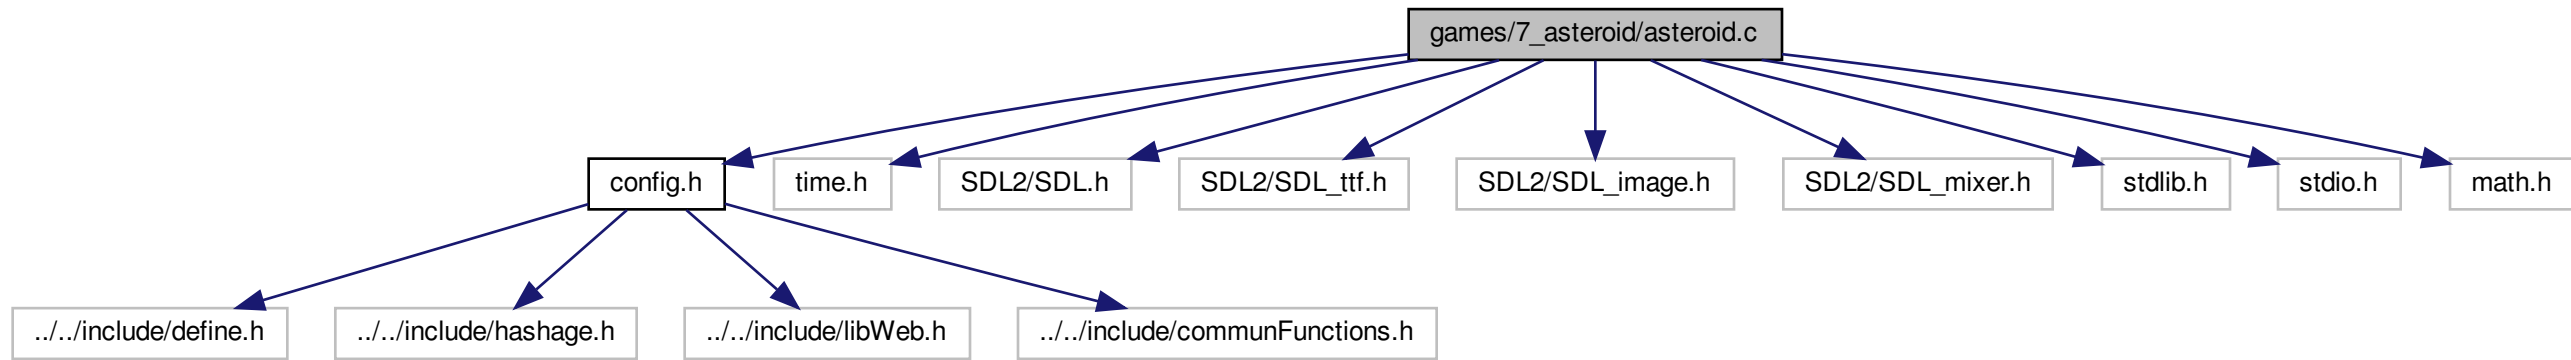 games/7_asteroid/asteroid.c
config.h
time.h
SDL2/SDL.h
SDL2/SDL_ttf.h
SDL2/SDL_image.h
SDL2/SDL_mixer.h
stdlib.h
stdio.h
math.h
../../include/define.h
../../include/hashage.h
../../include/libWeb.h
../../include/communFunctions.h